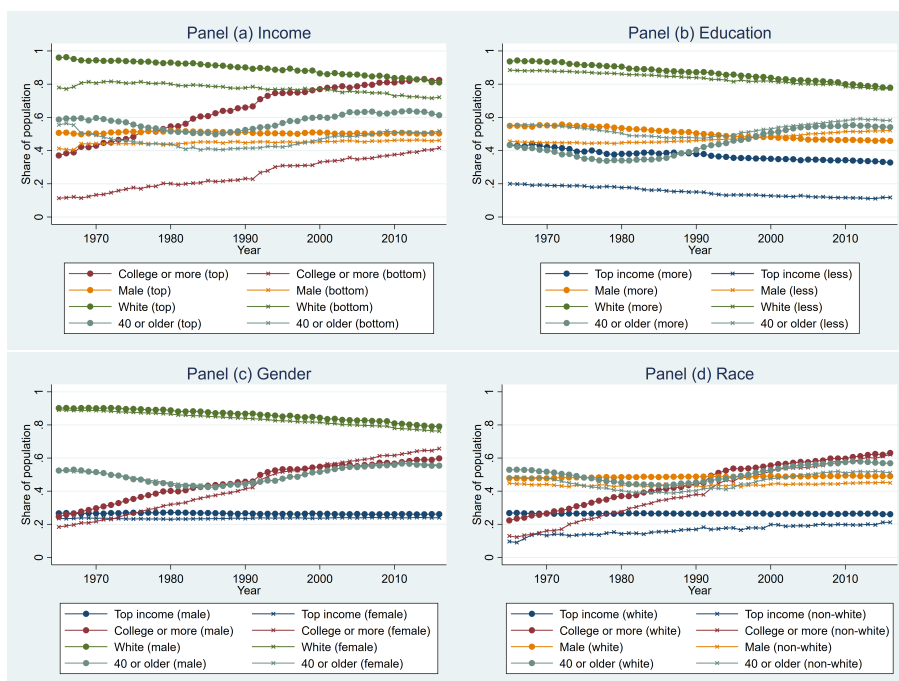 Panel (a) Income
Share of population
0 .2 .4 .6 .8 1
1970 1980 1990 2000 2010
Year
College or more (top) College or more (bottom)
Male (top) Male (bottom)
White (top) White (bottom)
40 or older (top) 40 or older (bottom)
Panel (b) Education
Share of population
0 .2 .4 .6 .8 1
1970 1980 1990 2000 2010
Year
Top income (more) Top income (less)
Male (more) Male (less)
White (more) White (less)
40 or older (more) 40 or older (less)
Panel (c) Gender
Share of population
0 .2 .4 .6 .8 1
1970 1980 1990 2000 2010
Year
Top income (male) Top income (female)
College or more (male) College or more (female)
White (male) White (female)
40 or older (male) 40 or older (female)
Panel (d) Race
Share of population
0 .2 .4 .6 .8 1
1970 1980 1990 2000 2010
Year
Top income (white) Top income (non-white)
College or more (white) College or more (non-white)
Male (white) Male (non-white)
40 or older (white) 40 or older (non-white)